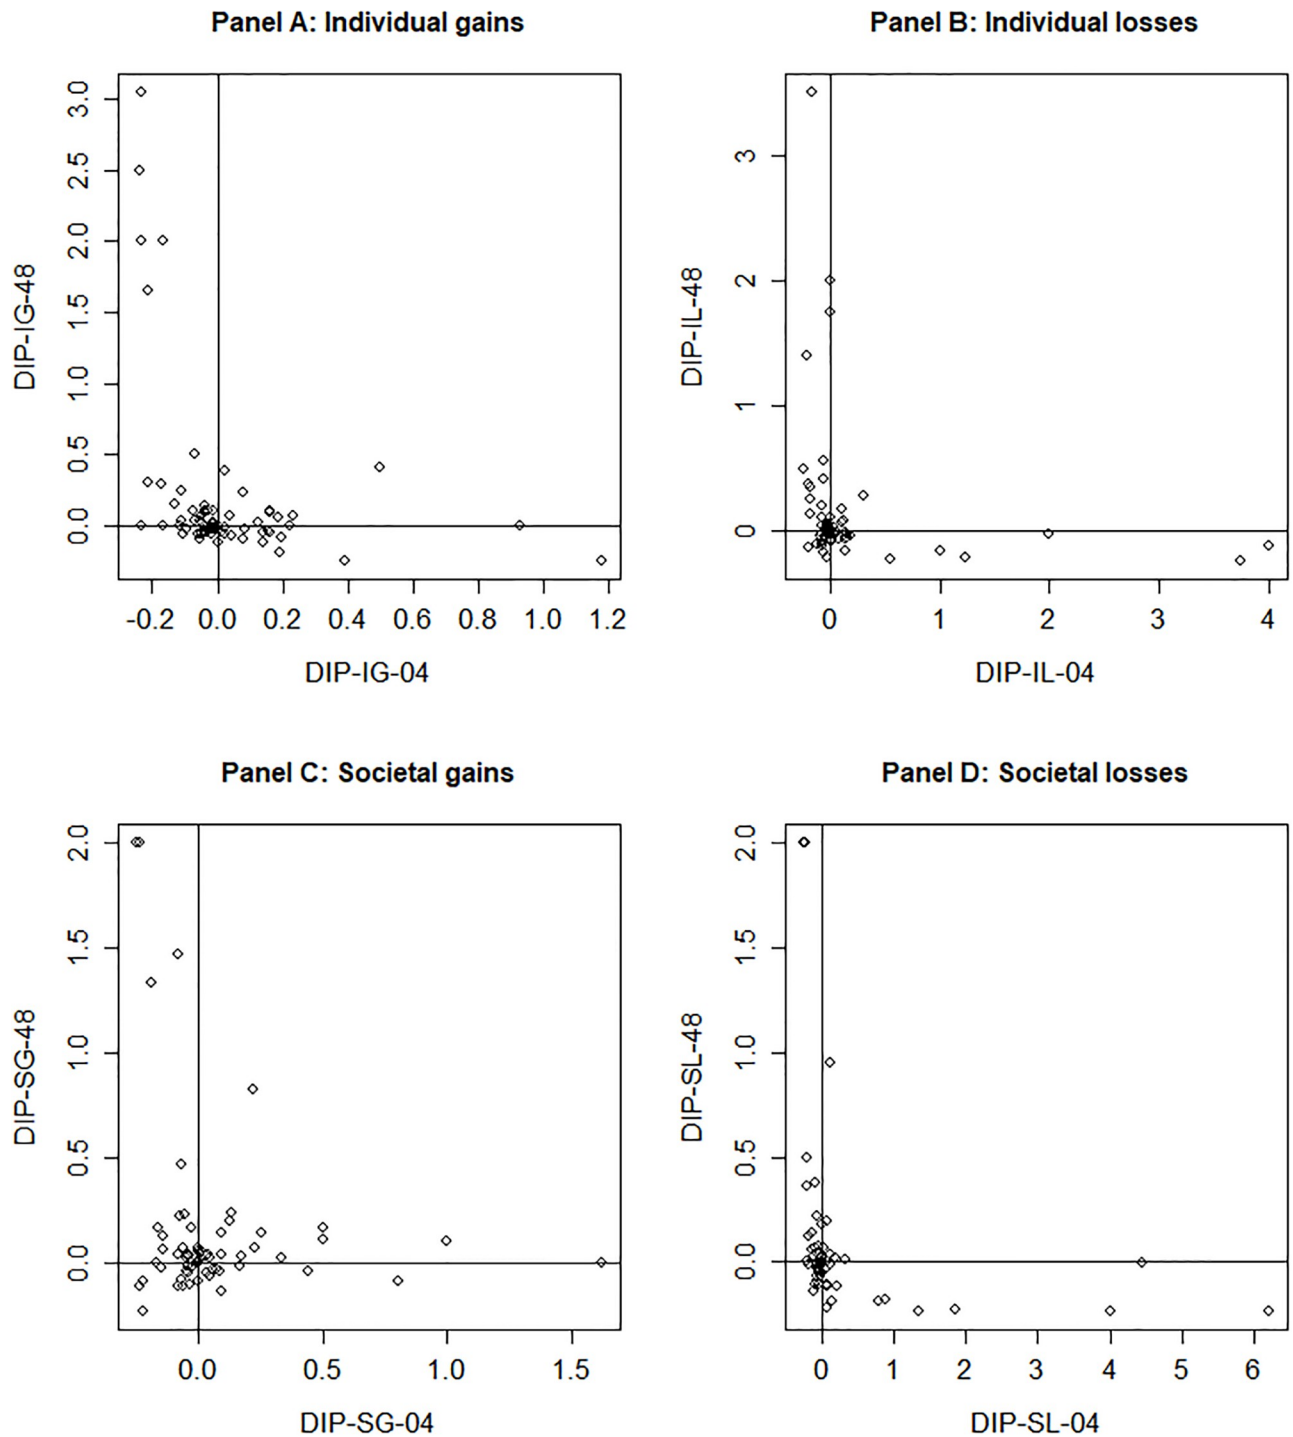 Panel A: Individual gains
DIP-IG-48
3.0
2.5
2.0
1.5
1.0
0.5
0.0
-0.2 0.0 0.2 0.4 0.6 0.8 1.0 1.2
DIP-IG-04
Panel B: Individual losses
DIP-IL-48
3
2
1
0
0 1 2 3 4
DIP-IL-04
Panel C: Societal gains
DIP-SG-48
2.0
1.5
1.0
0.5
0.0
0.0 0.5 1.0 1.5
DIP-SG-04
Panel D: Societal losses
DIP-SL-48
2.0
1.5
1.0
0.5
0.0
0 1 2 3 4 5 6
DIP-SL-04